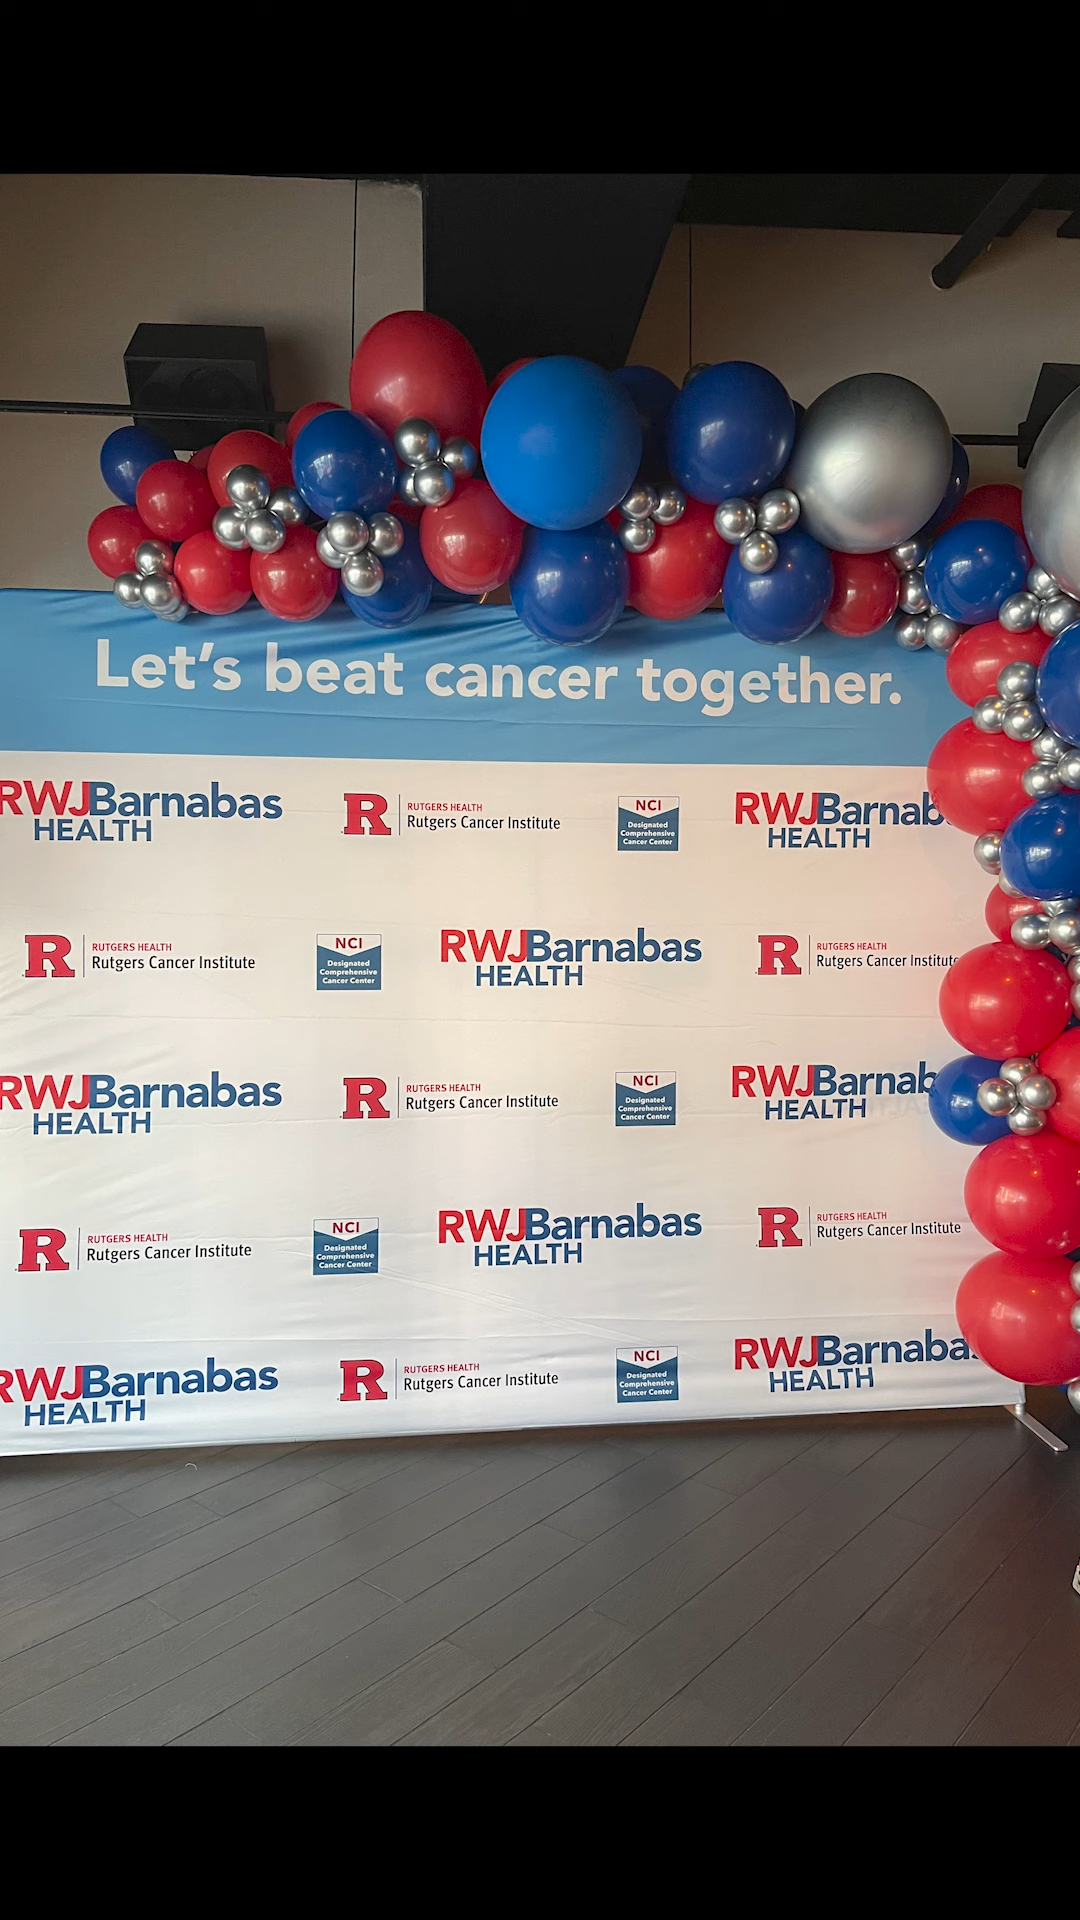 Let's beat cancer together.
RWJBarnabas
HEALTH
R
RUTGERS HEALTH
Rutgers Cancer Institute
NCI
Designated
Comprehensive
Cancer Center
RWJBarnab
HEALTH
R
RUTGERS HEALTH
Rutgers Cancer Institute
NCI
Designated
Comprehensive
Cancer Center
RWJBarnabas
HEALTH
R
RUTGERS HEALTH
Rutgers Cancer Institute
RWJBarnabas
HEALTH
R
RUTGERS HEALTH
Rutgers Cancer Institute
NCI
Designated
Comprehensive
Cancer Center
RWJBarnab
HEALTH
R
RUTGERS HEALTH
Rutgers Cancer Institute
NCI
Designated
Comprehensive
Cancer Center
RWJBarnabas
HEALTH
R
RUTGERS HEALTH
Rutgers Cancer Institute
RWJBarnabas
HEALTH
R
RUTGERS HEALTH
Rutgers Cancer Institute
NCI
Designated
Comprehensive
Cancer Center
RWJBarnabas
HEALTH